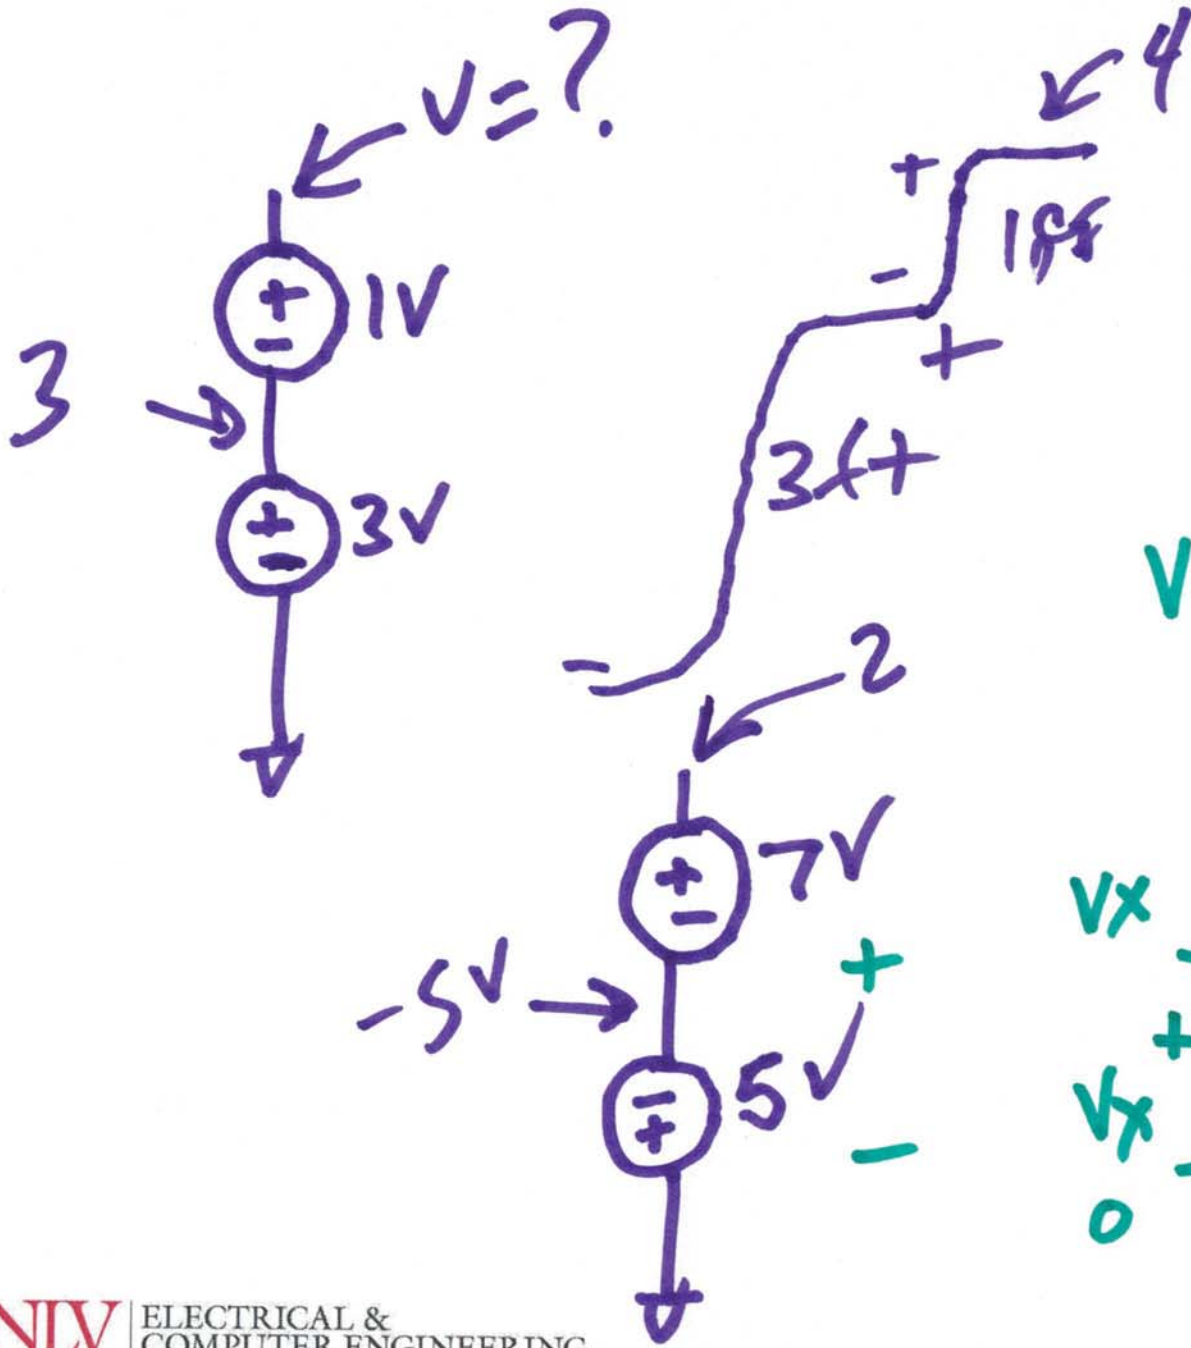 V=?
4
+
1V
+
-
-
1ft
+
3
+
-
3V
3ft
V
-
2
+
-
7V
Vx
-5V
+
-
+
-
+
5V
Vx
-
-
0
ELECTRICAL &
COMPUTER ENGINEERING